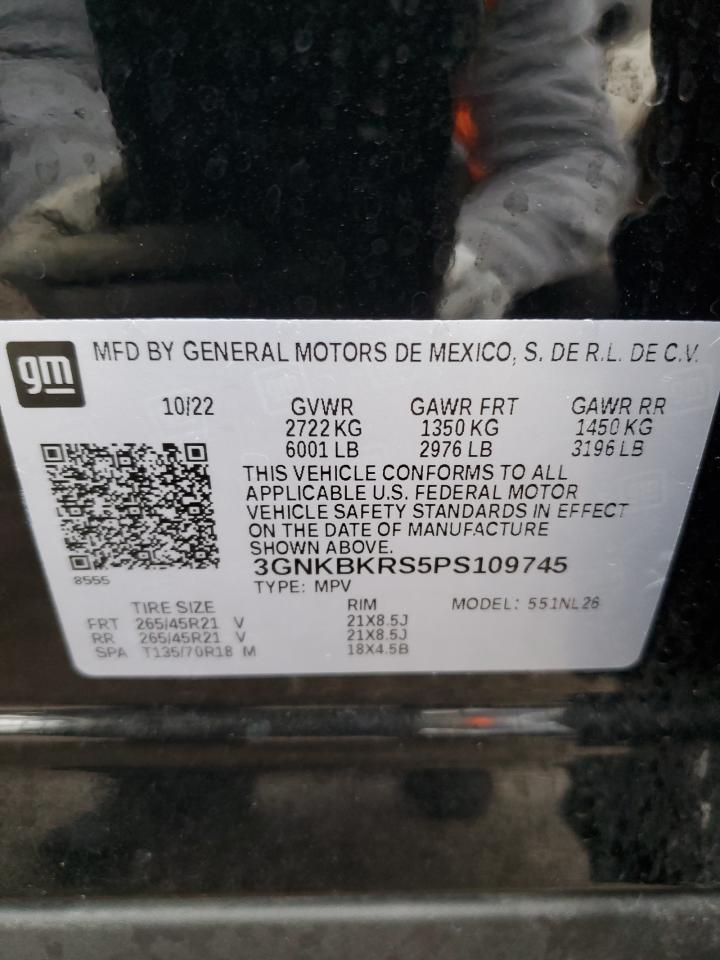 gm MFD BY GENERAL MOTORS DE MEXICO, S. DE R.L. DE C.V.
10/22 GVWR GAWR FRT GAWR RR
2722 KG 1350 KG 1450 KG
6001 LB 2976 LB 3196 LB
THIS VEHICLE CONFORMS TO ALL
APPLICABLE U.S. FEDERAL MOTOR
VEHICLE SAFETY STANDARDS IN EFFECT
ON THE DATE OF MANUFACTURE
SHOWN ABOVE.
3GNKBKRS5PS109745
8555
TYPE: MPV
TIRE SIZE RIM MODEL: 551NL26
FRT 265/45R21 V 21X8.5J
RR 265/45R21 V 21X8.5J
SPA T135/70R18 M 18X4.5B